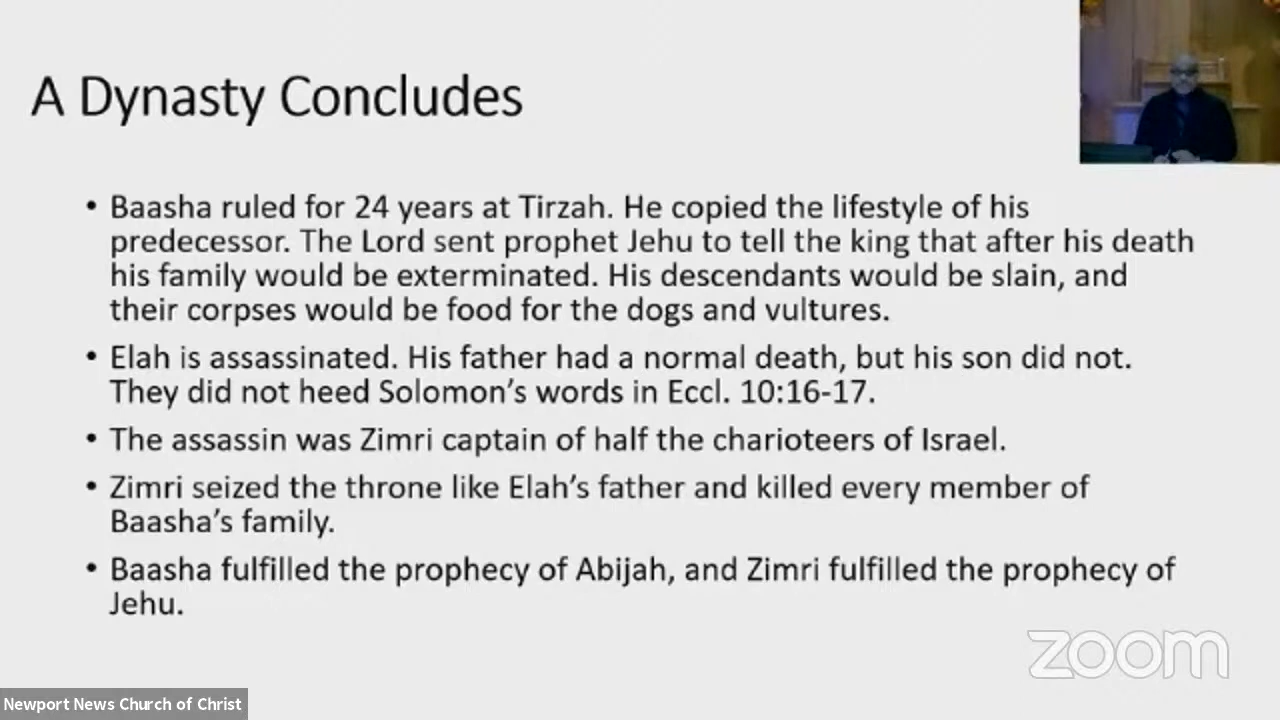 A Dynasty Concludes
• Baasha ruled for 24 years at Tirzah. He copied the lifestyle of his
predecessor. The Lord sent prophet Jehu to tell the king that after his death
his family would be exterminated. His descendants would be slain, and
their corpses would be food for the dogs and vultures.
• Elah is assassinated. His father had a normal death, but his son did not.
They did not heed Solomon’s words in Eccl. 10:16-17.
• The assassin was Zimri captain of half the charioteers of Israel.
• Zimri seized the throne like Elah’s father and killed every member of
Baasha’s family.
• Baasha fulfilled the prophecy of Abijah, and Zimri fulfilled the prophecy of
Jehu.
zoom
Newport News Church of Christ